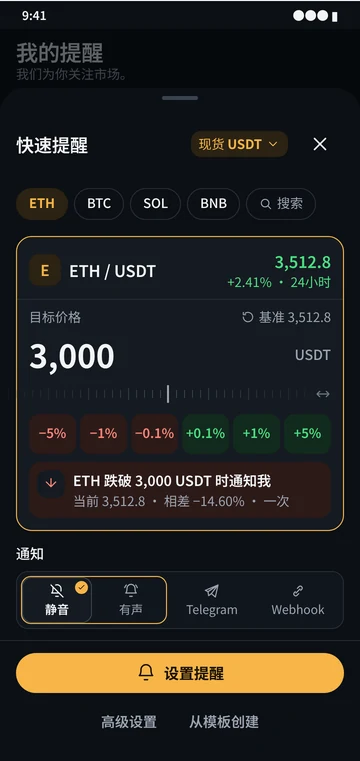 9:41
我的提醒
我们为你关注市场。
快速提醒
现货 USDT
ETH BTC SOL BNB 搜索
E ETH / USDT 3,512.8
+2.41% · 24小时
目标价格 基准 3,512.8
3,000 USDT
−5% −1% −0.1% +0.1% +1% +5%
ETH 跌破 3,000 USDT 时通知我
当前 3,512.8 · 相差 −14.60% · 一次
通知
静音 有声 Telegram Webhook
设置提醒
高级设置 从模板创建